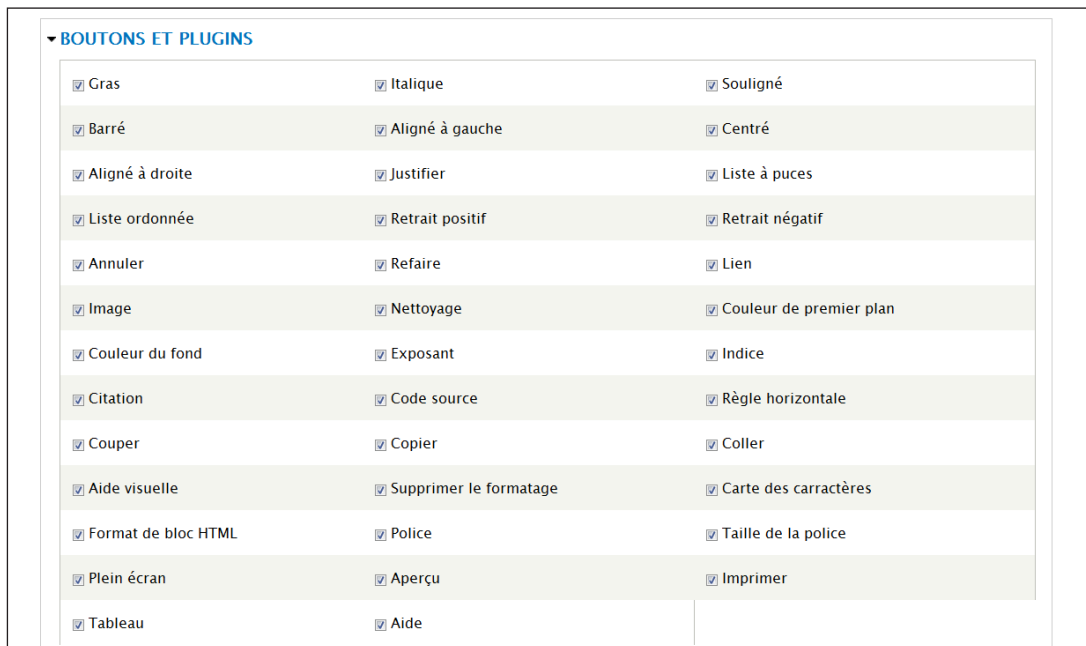 BOUTONS ET PLUGINS
Gras Italique Souligné
Barré Aligné à gauche Centré
Aligné à droite Justifier Liste à puces
Liste ordonnée Retrait positif Retrait négatif
Annuler Refaire Lien
Image Nettoyage Couleur de premier plan
Couleur du fond Exposant Indice
Citation Code source Règle horizontale
Couper Copier Coller
Aide visuelle Supprimer le formatage Carte des carractères
Format de bloc HTML Police Taille de la police
Plein écran Aperçu Imprimer
Tableau Aide